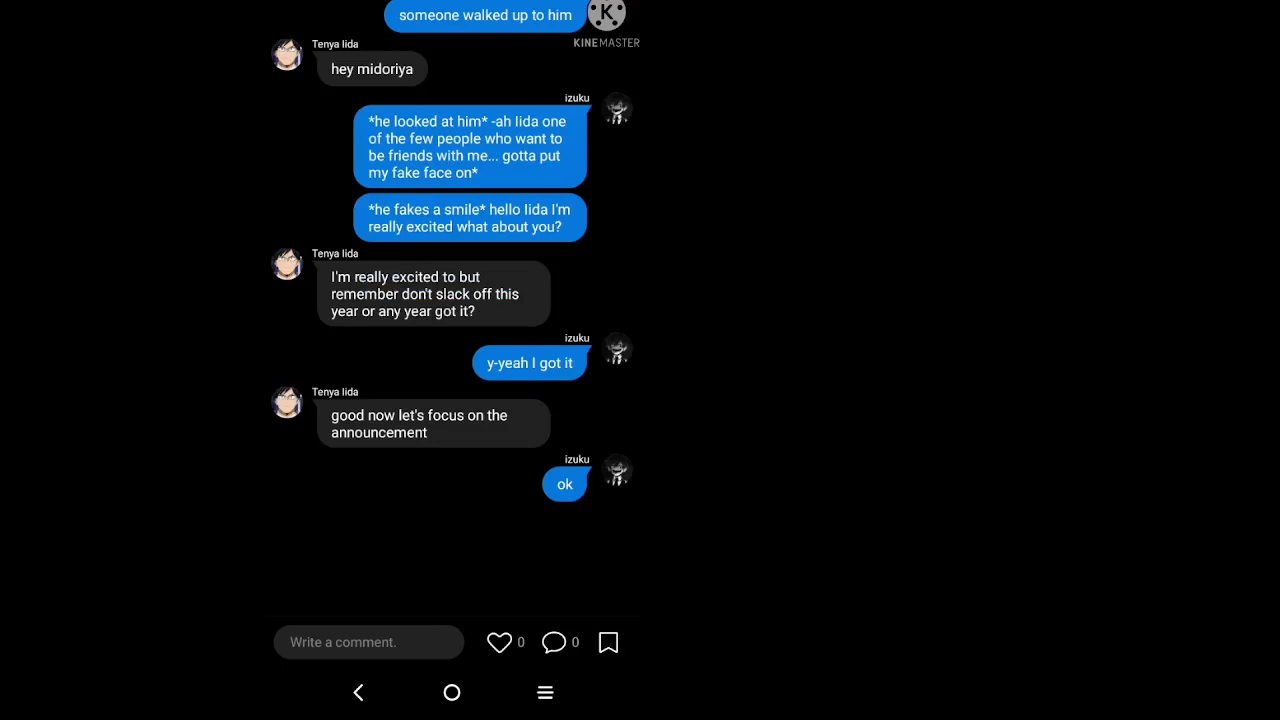 someone walked up to him
K
KINEMASTER
Tenya Iida
hey midoriya
izuku
*he looked at him* -ah Iida one
of the few people who want to
be friends with me... gotta put
my fake face on*
*he fakes a smile* hello Iida I'm
really excited what about you?
Tenya Iida
I'm really excited to but
remember don't slack off this
year or any year got it?
izuku
y-yeah I got it
Tenya Iida
good now let's focus on the
announcement
izuku
ok
Write a comment.
0
0